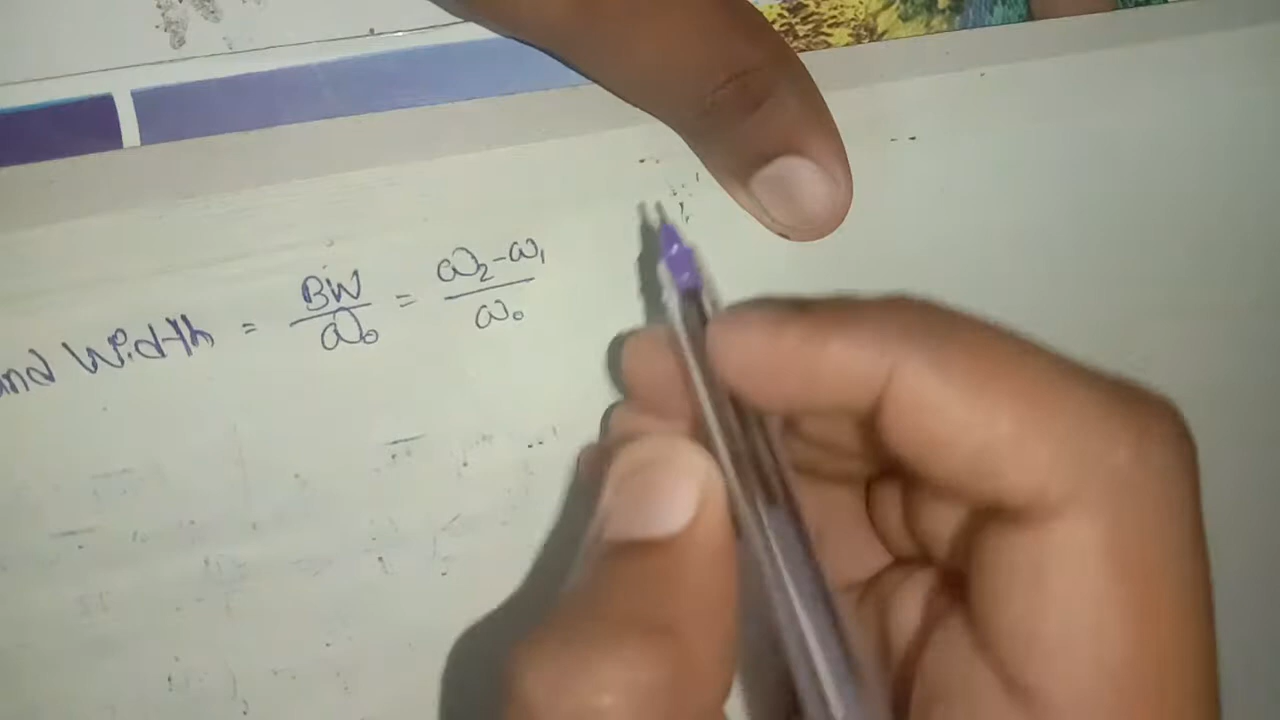 and Width = BW/ω₀ = ω₂-ω₁/ω₀